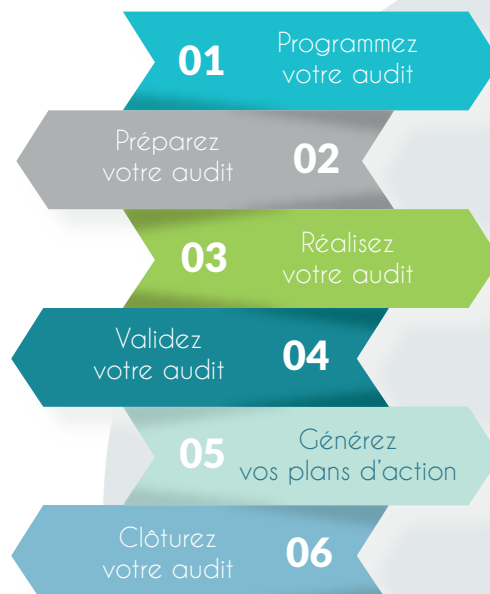 01
Programmez
votre audit
Préparez
votre audit
02
03
Réalisez
votre audit
Validez
votre audit
04
05
Générez
vos plans d'action
Clôturez
votre audit
06